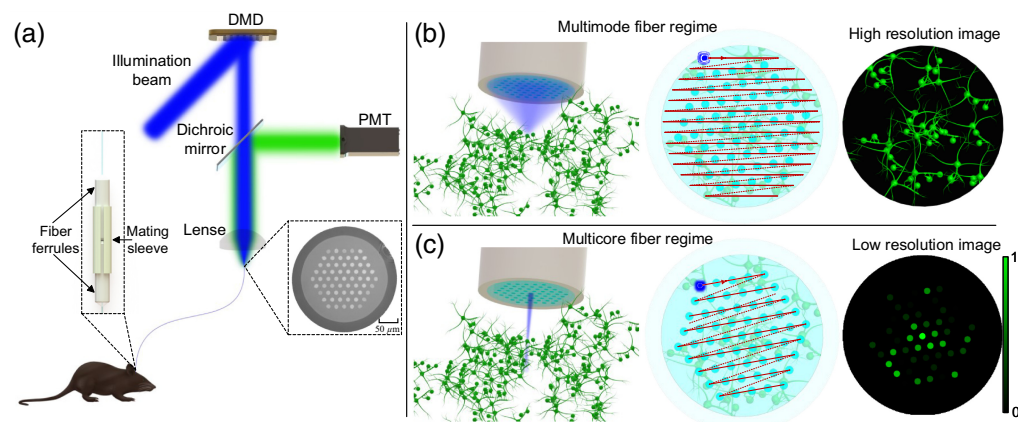 (a)
DMD
Illumination
beam
Dichroic
mirror
PMT
Lense
Fiber
ferrules
Mating
sleeve
50 μm
(b)
Multimode fiber regime
High resolution image
(c)
Multicore fiber regime
Low resolution image
1
0